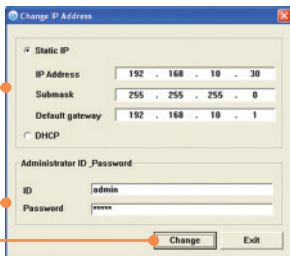 Change IP Address
Static IP
IP Address 192 . 168 . 10 . 30
Submask 255 . 255 . 255 . 0
Default gateway 192 . 168 . 10 . 1
DHCP
Administrator ID_Password
ID admin
Password *****
Change Exit